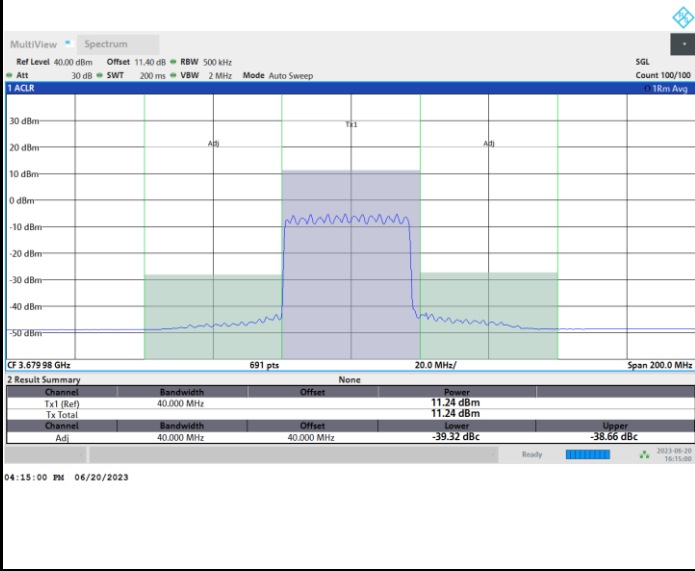 MultiView Spectrum
Ref Level 40.00 dBm Offset 11.40 dB RBW 500 kHz SGL
Att 30 dB SWT 200 ms VBW 2 MHz Mode Auto Sweep Count 100/100
1 ACLR 1Rm Avg
30 dBm
Tx1
20 dBm
Adj Adj
10 dBm
0 dBm
-10 dBm
-20 dBm
-30 dBm
-40 dBm
-50 dBm
CF 3.679 98 GHz 691 pts 20.0 MHz/ Span 200.0 MHz
2 Result Summary None
Channel Bandwidth Offset Power
Tx1 (Ref) 40.000 MHz 11.24 dBm
Tx Total 11.24 dBm
Channel Bandwidth Offset Lower Upper
Adj 40.000 MHz 40.000 MHz -39.32 dBc -38.66 dBc
Ready 2023-06-20
16:15:00
04:15:00 PM 06/20/2023